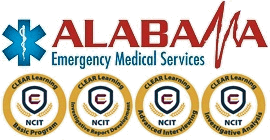 ALABAMA
Emergency Medical Services
CLEAR Learning
NCIT
Basic Program
CLEAR Learning
NCIT
Investigative Report Development
CLEAR Learning
NCIT
Advanced Interviewing
CLEAR Learning
NCIT
Investigative Analysis